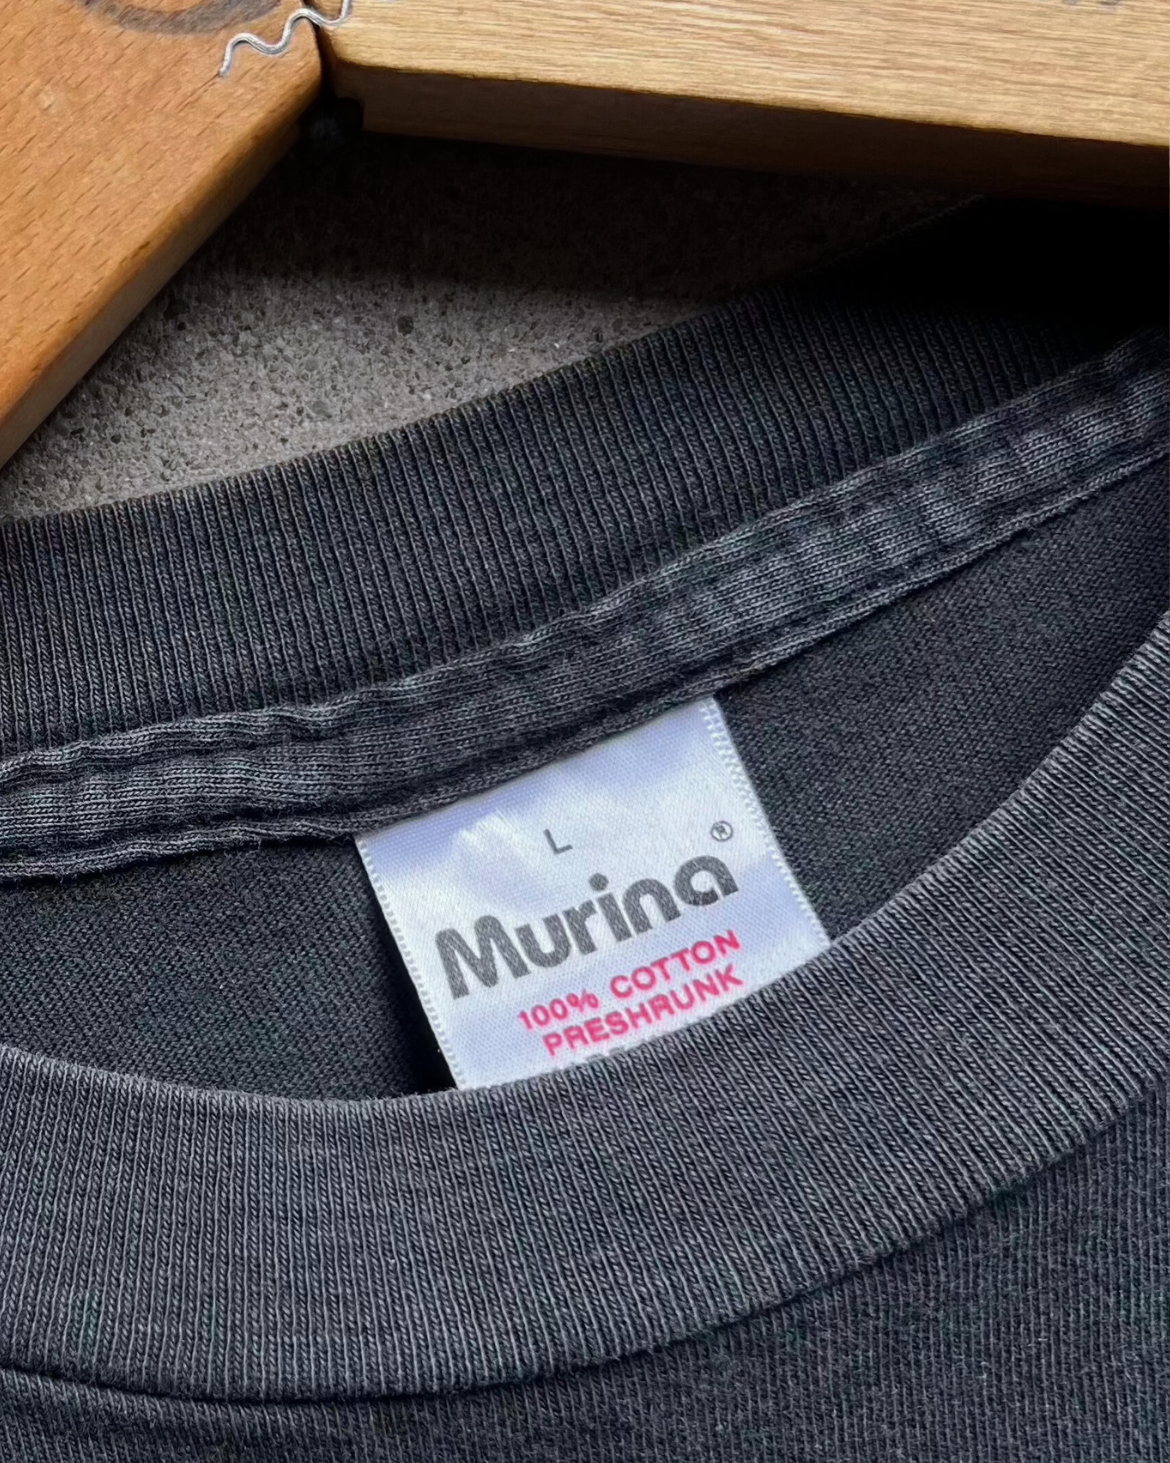 L
Murina®
100% COTTON
PRESHRUNK